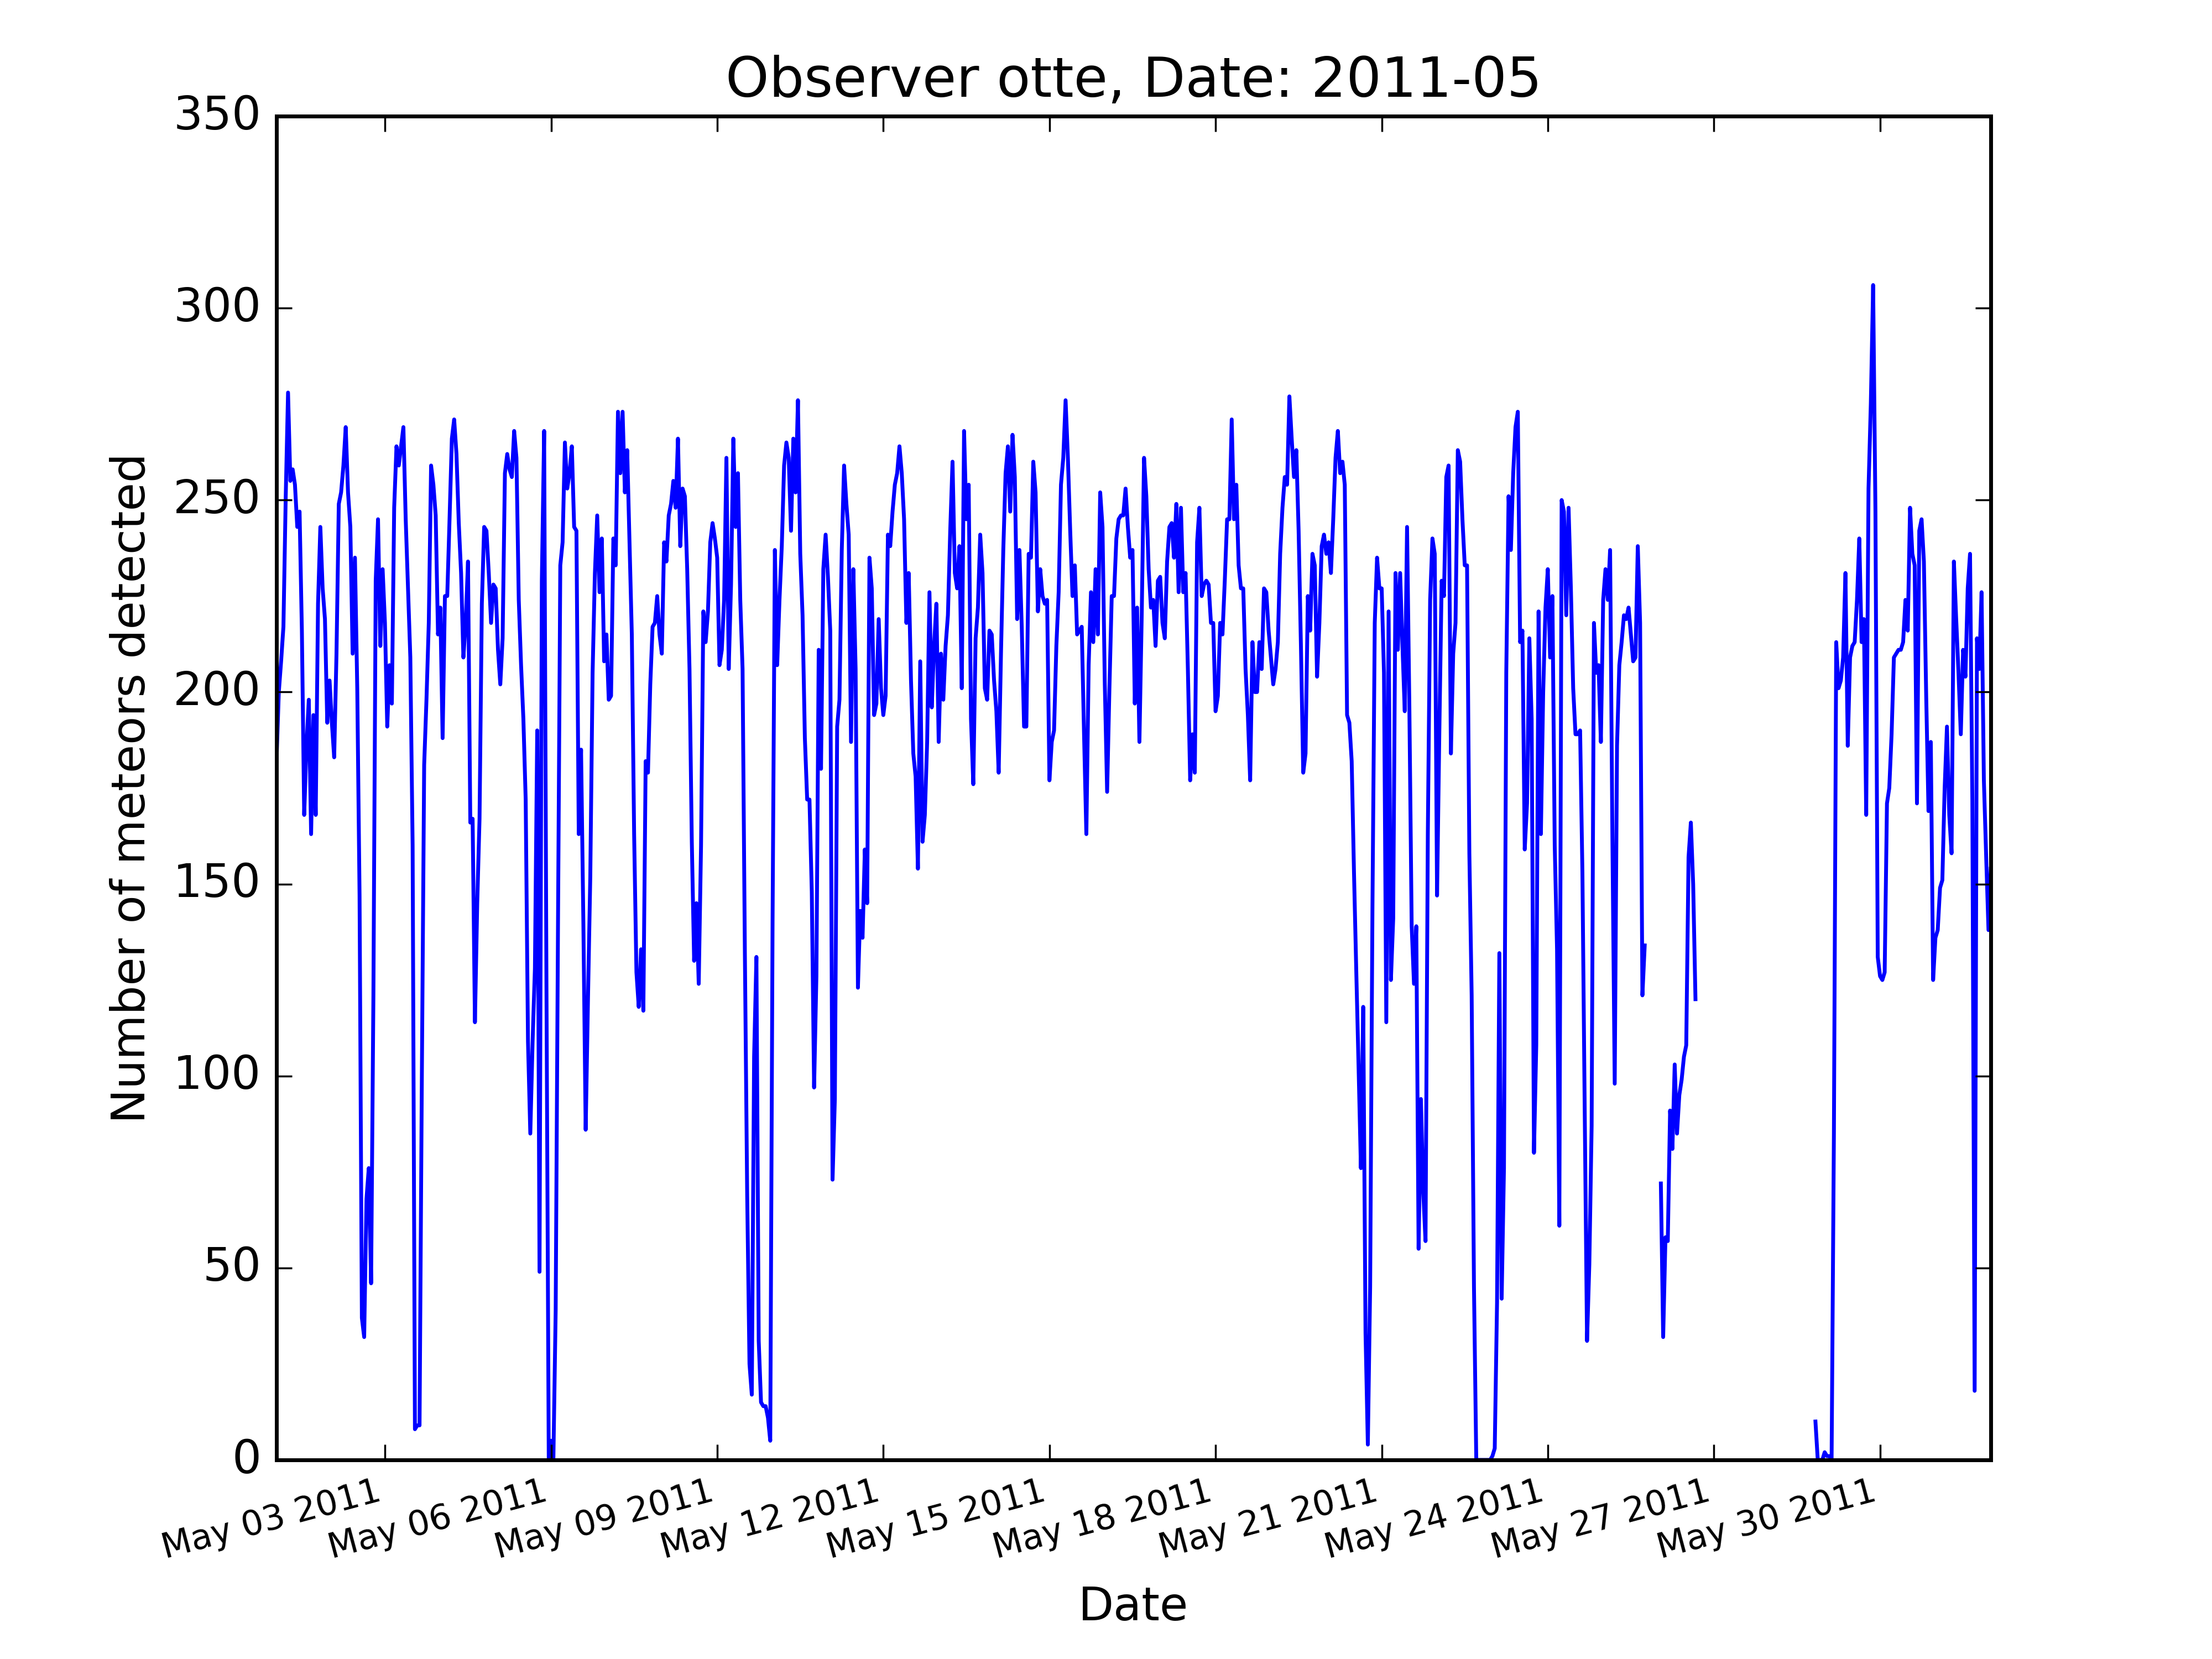 Observer otte, Date: 2011-05
350
300
250
200
150
100
50
0
Number of meteors detected
May 03 2011
May 06 2011
May 09 2011
May 12 2011
May 15 2011
May 18 2011
May 21 2011
May 24 2011
May 27 2011
May 30 2011
Date